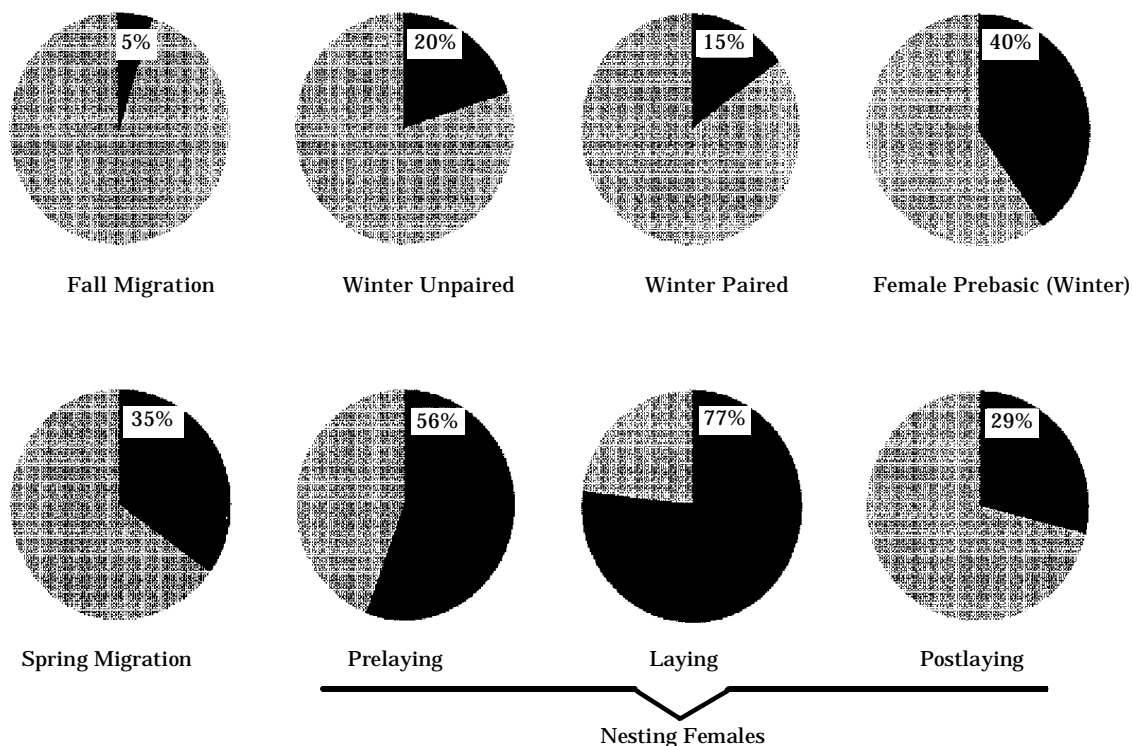 5%
20%
15%
40%
Fall Migration
Winter Unpaired
Winter Paired
Female Prebasic (Winter)
35%
56%
77%
29%
Spring Migration
Prelaying
Laying
Postlaying
Nesting Females